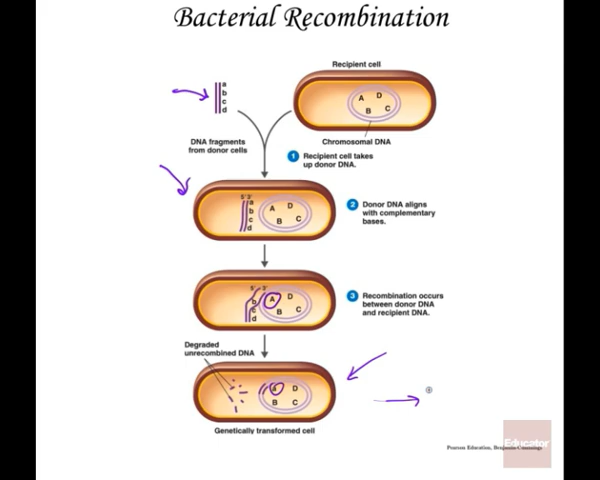 Bacterial Recombination
Recipient cell
a
b
c
d
A D
B C
DNA fragments
from donor cells
Chromosomal DNA
1 Recipient cell takes
up donor DNA.
5' 3'
a
b
c
d
A D
B C
2 Donor DNA aligns
with complementary
bases.
5' 3'
b
c
d
A D
B C
3 Recombination occurs
between donor DNA
and recipient DNA.
Degraded
unrecombined DNA
a D
B C
Genetically transformed cell
Educator
Pearson Education, Benjamin Cummings